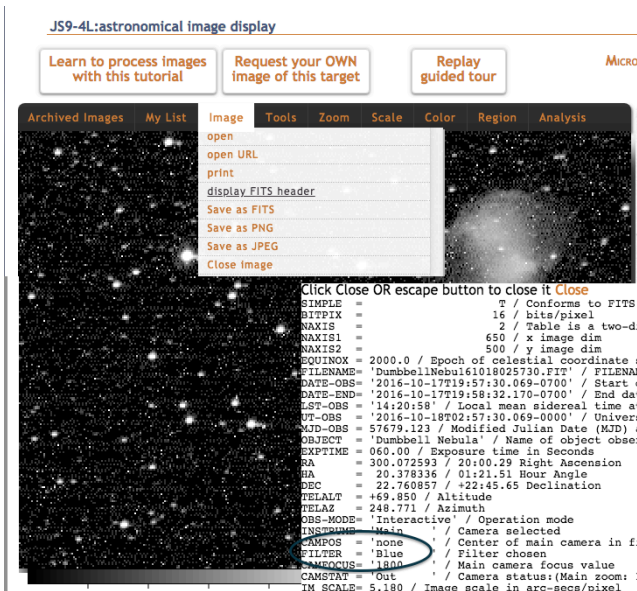 JS9-4L:astronomical image display
Learn to process images
with this tutorial
Request your OWN
image of this target
Replay
guided tour
MICRO
Archived Images My List Image Tools Zoom Scale Color Region Analysis
open
open URL
print
display FITS header
Save as FITS
Save as PNG
Save as JPEG
Close image
Click Close OR escape button to close it Close
SIMPLE = T / Conforms to FITS
BITPIX = 16 / bits/pixel
NAXIS = 2 / Table is a two-di
NAXIS1 = 650 / x image dim
NAXIS2 = 500 / y image dim
EQUINOX = 2000.0 / Epoch of celestial coordinate s
FILENAME= 'DumbbellNebul61018025730.FIT' / FILENAM
DATE-OBS= '2016-10-17T19:57:30.069-0700' / Start o
DATE-END= '2016-10-17T19:58:32.170-0700' / End dat
LST-OBS = '14:20:58' / Local mean sidereal time a
UT-OBS = '2016-10-18T02:57:30.069-0000' / Univers
MJD-OBS = 57679.123 / Modified Julian Date (MJD) a
OBJECT = 'Dumbbell Nebula' / Name of object obser
EXPTIME = 060.00 / Exposure time in Seconds
RA = 300.072593 / 20:00.29 Right Ascension
HA = 20.378336 / 01:21.51 Hour Angle
DEC = 22.760857 / +22:45.65 Declination
TELALT = +69.850 / Altitude
TELAZ = 248.771 / Azimuth
OBS-MODE= 'Interactive' / Operation mode
INSTRUME= 'Main ' / Camera selected
CAMPOS = 'none ' / Center of main camera in fi
FILTER = 'Blue ' / Filter chosen
CAMFOCUS= '1800 ' / Main camera focus value
CAMSTAT = 'Out ' / Camera status:(Main zoom:
IM_SCALE= 5.180 / Image scale in arc-secs/pixel